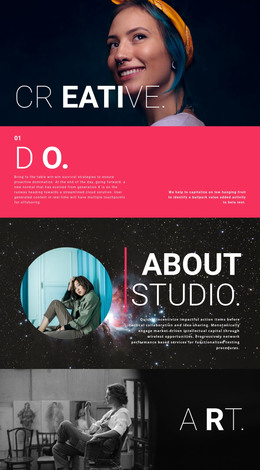 CR EATIVE.
01
D O.
Bring to the table win-win survival strategies to ensure
proactive domination. At the end of the day, going forward, a
new normal that has evolved from generation X is on the
runway heading towards a streamlined cloud solution. User
generated content in real-time will have multiple touchpoints
for offshoring.
We help to capitalize on low hanging fruit
to identify a ballpark value added activity
to beta test.
ABOUT
STUDIO.
Quickly incentivize impactful action items before
tactical collaboration and idea-sharing. Monotonically
engage market-driven intellectual capital through
wireless opportunities. Progressively network
performance based services for functionalized testing
procedures.
A RT.